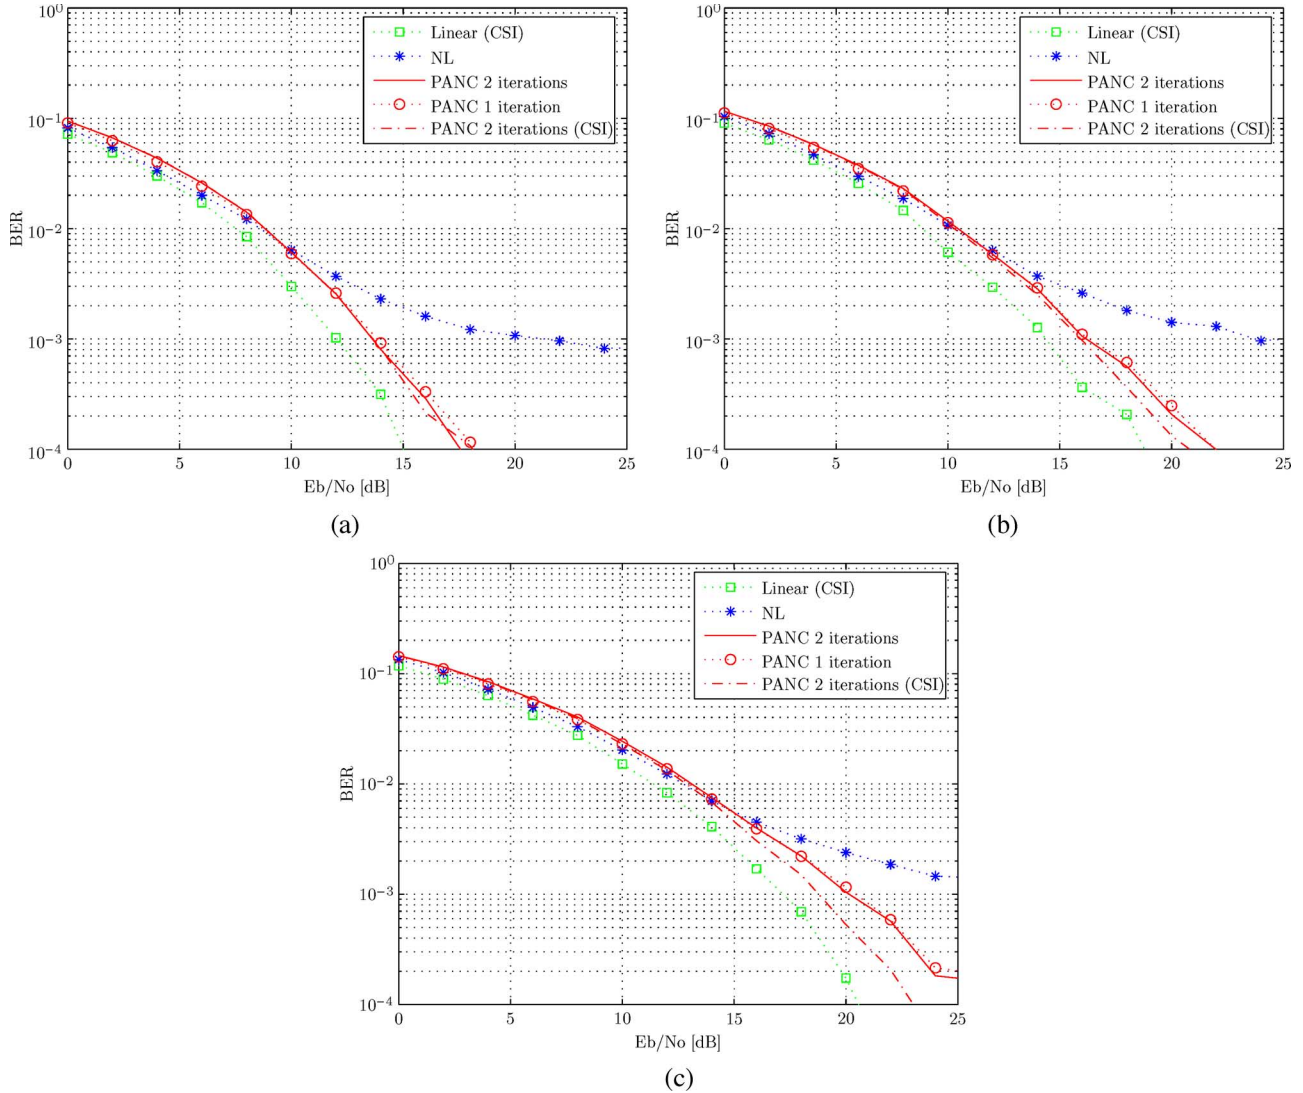 10^0
10^-1
10^-2
10^-3
10^-4
BER
0
5
10
15
20
25
Eb/No [dB]
Linear (CSI)
NL
PANC 2 iterations
PANC 1 iteration
PANC 2 iterations (CSI)
(a)
10^0
10^-1
10^-2
10^-3
10^-4
BER
0
5
10
15
20
25
Eb/No [dB]
Linear (CSI)
NL
PANC 2 iterations
PANC 1 iteration
PANC 2 iterations (CSI)
(b)
10^0
10^-1
10^-2
10^-3
10^-4
BER
0
5
10
15
20
25
Eb/No [dB]
Linear (CSI)
NL
PANC 2 iterations
PANC 1 iteration
PANC 2 iterations (CSI)
(c)